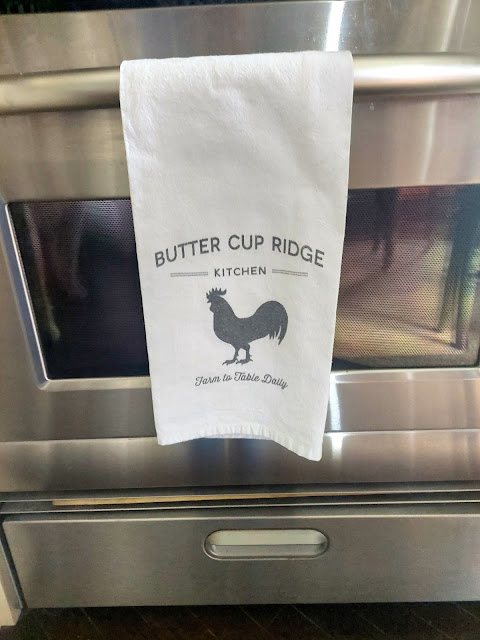 BUTTER CUP RIDGE
KITCHEN
Farm to Table Daily